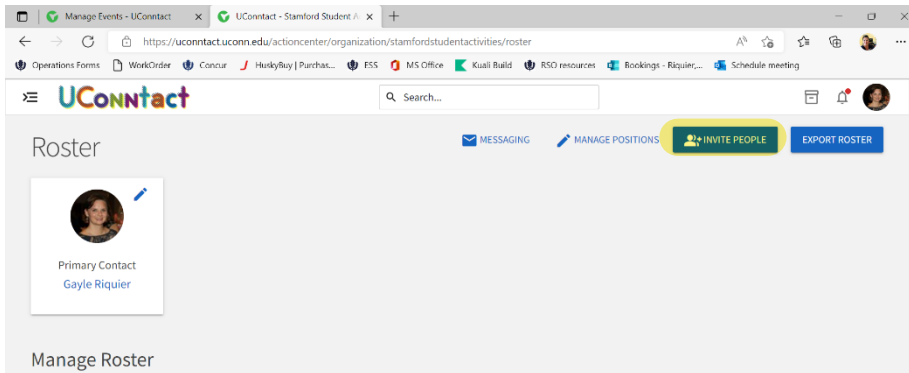 Manage Events - UConntact
UConntact - Stamford Student A
https://uconntact.uconn.edu/actioncenter/organization/stamfordstudentactivities/roster
Operations Forms WorkOrder Concur HuskyBuy | Purchas... ESS MS Office Kuali Build RSO resources Bookings - Riquier,... Schedule meeting
UConntact
Search...
Roster
MESSAGING MANAGE POSITIONS INVITE PEOPLE EXPORT ROSTER
Primary Contact
Gayle Riquier
Manage Roster